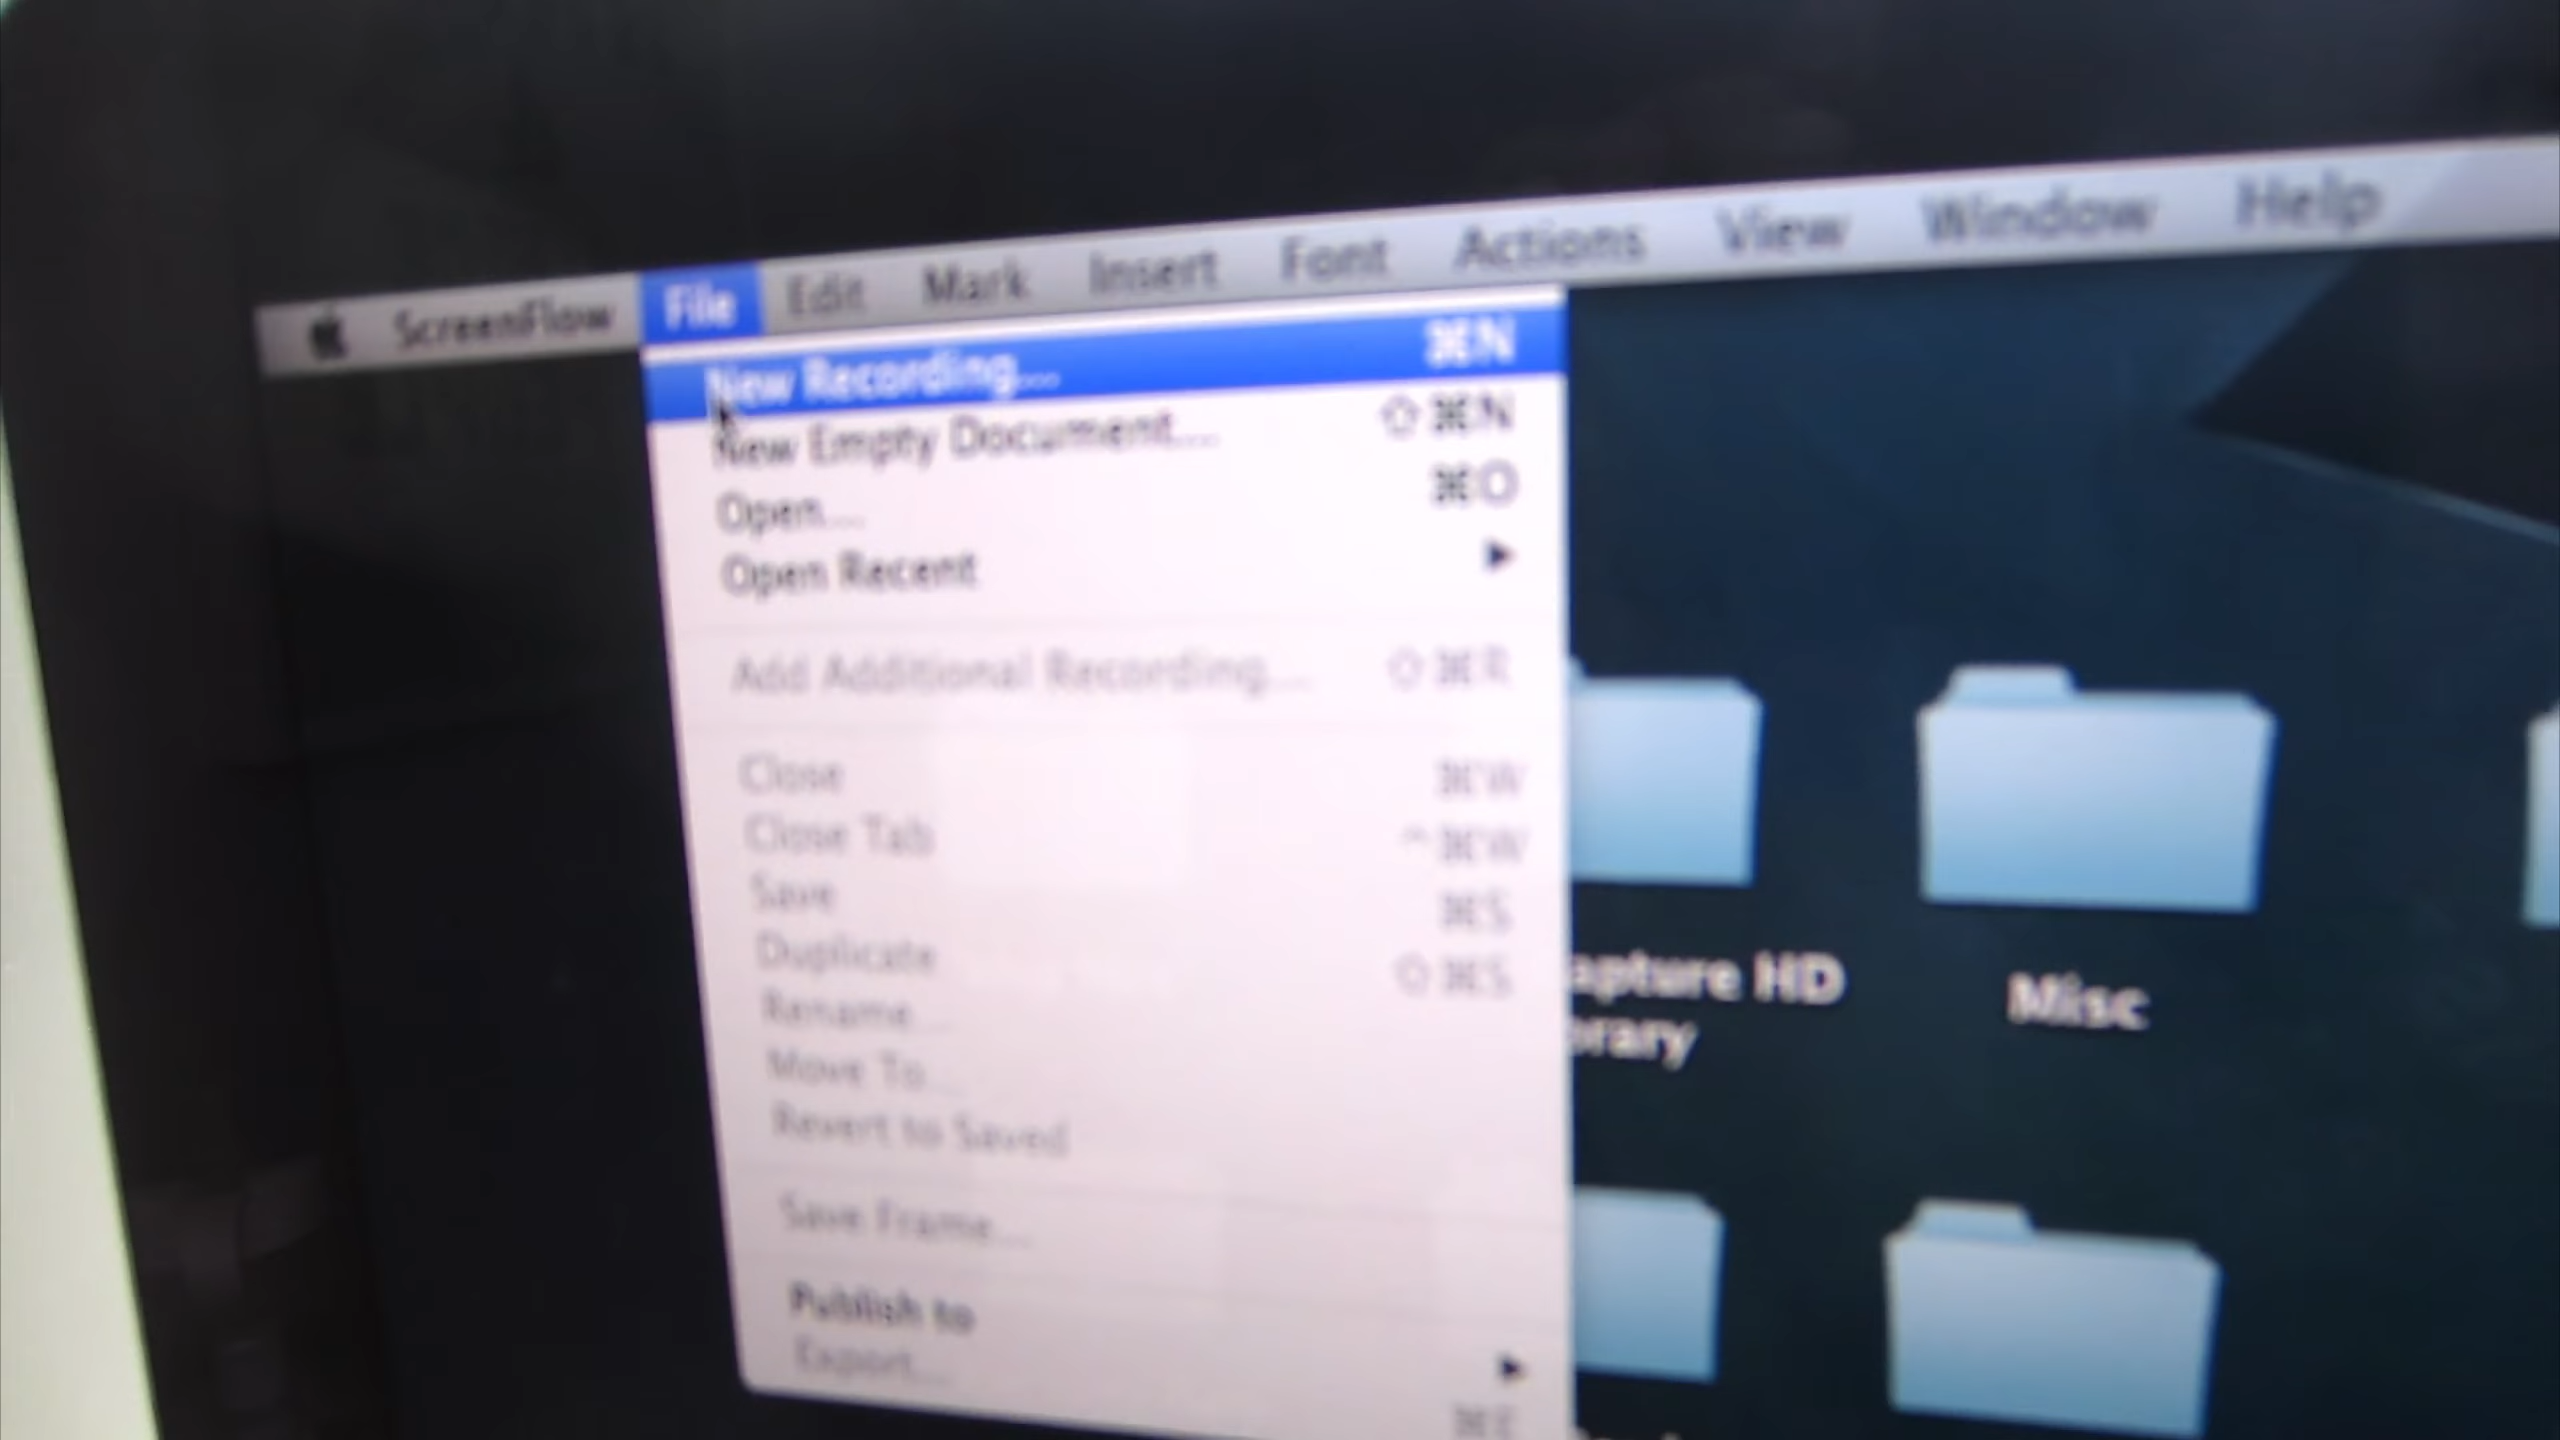 ScreenFlow File Edit Mark Insert Font Actions View Window Help
New Recording... ⌘N
New Empty Document... ⇧⌘N
Open... ⌘O
Open Recent ▶
Add Additional Recording... ⇧⌘R
Close ⌘W
Close Tab ^⌘W
Save ⌘S
Duplicate ⇧⌘S
Rename...
Move To...
Revert to Saved
Save Frame...
Publish to ▶
Export... ⌘E
apture HD
brary
Misc